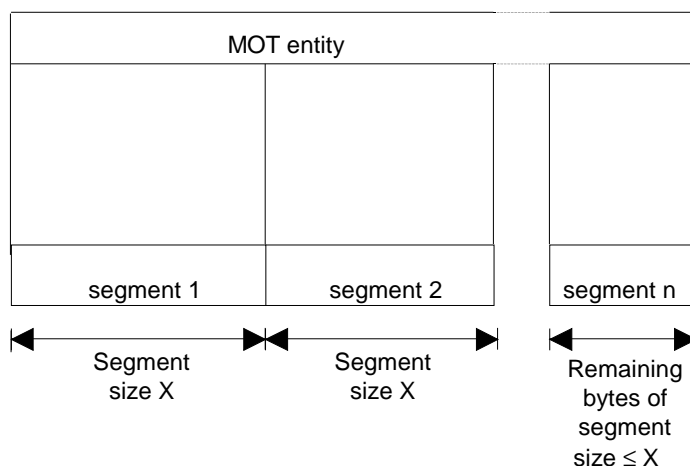 MOT entity
segment 1
segment 2
segment n
Segment
size X
Segment
size X
Remaining
bytes of
segment
size ≤ X